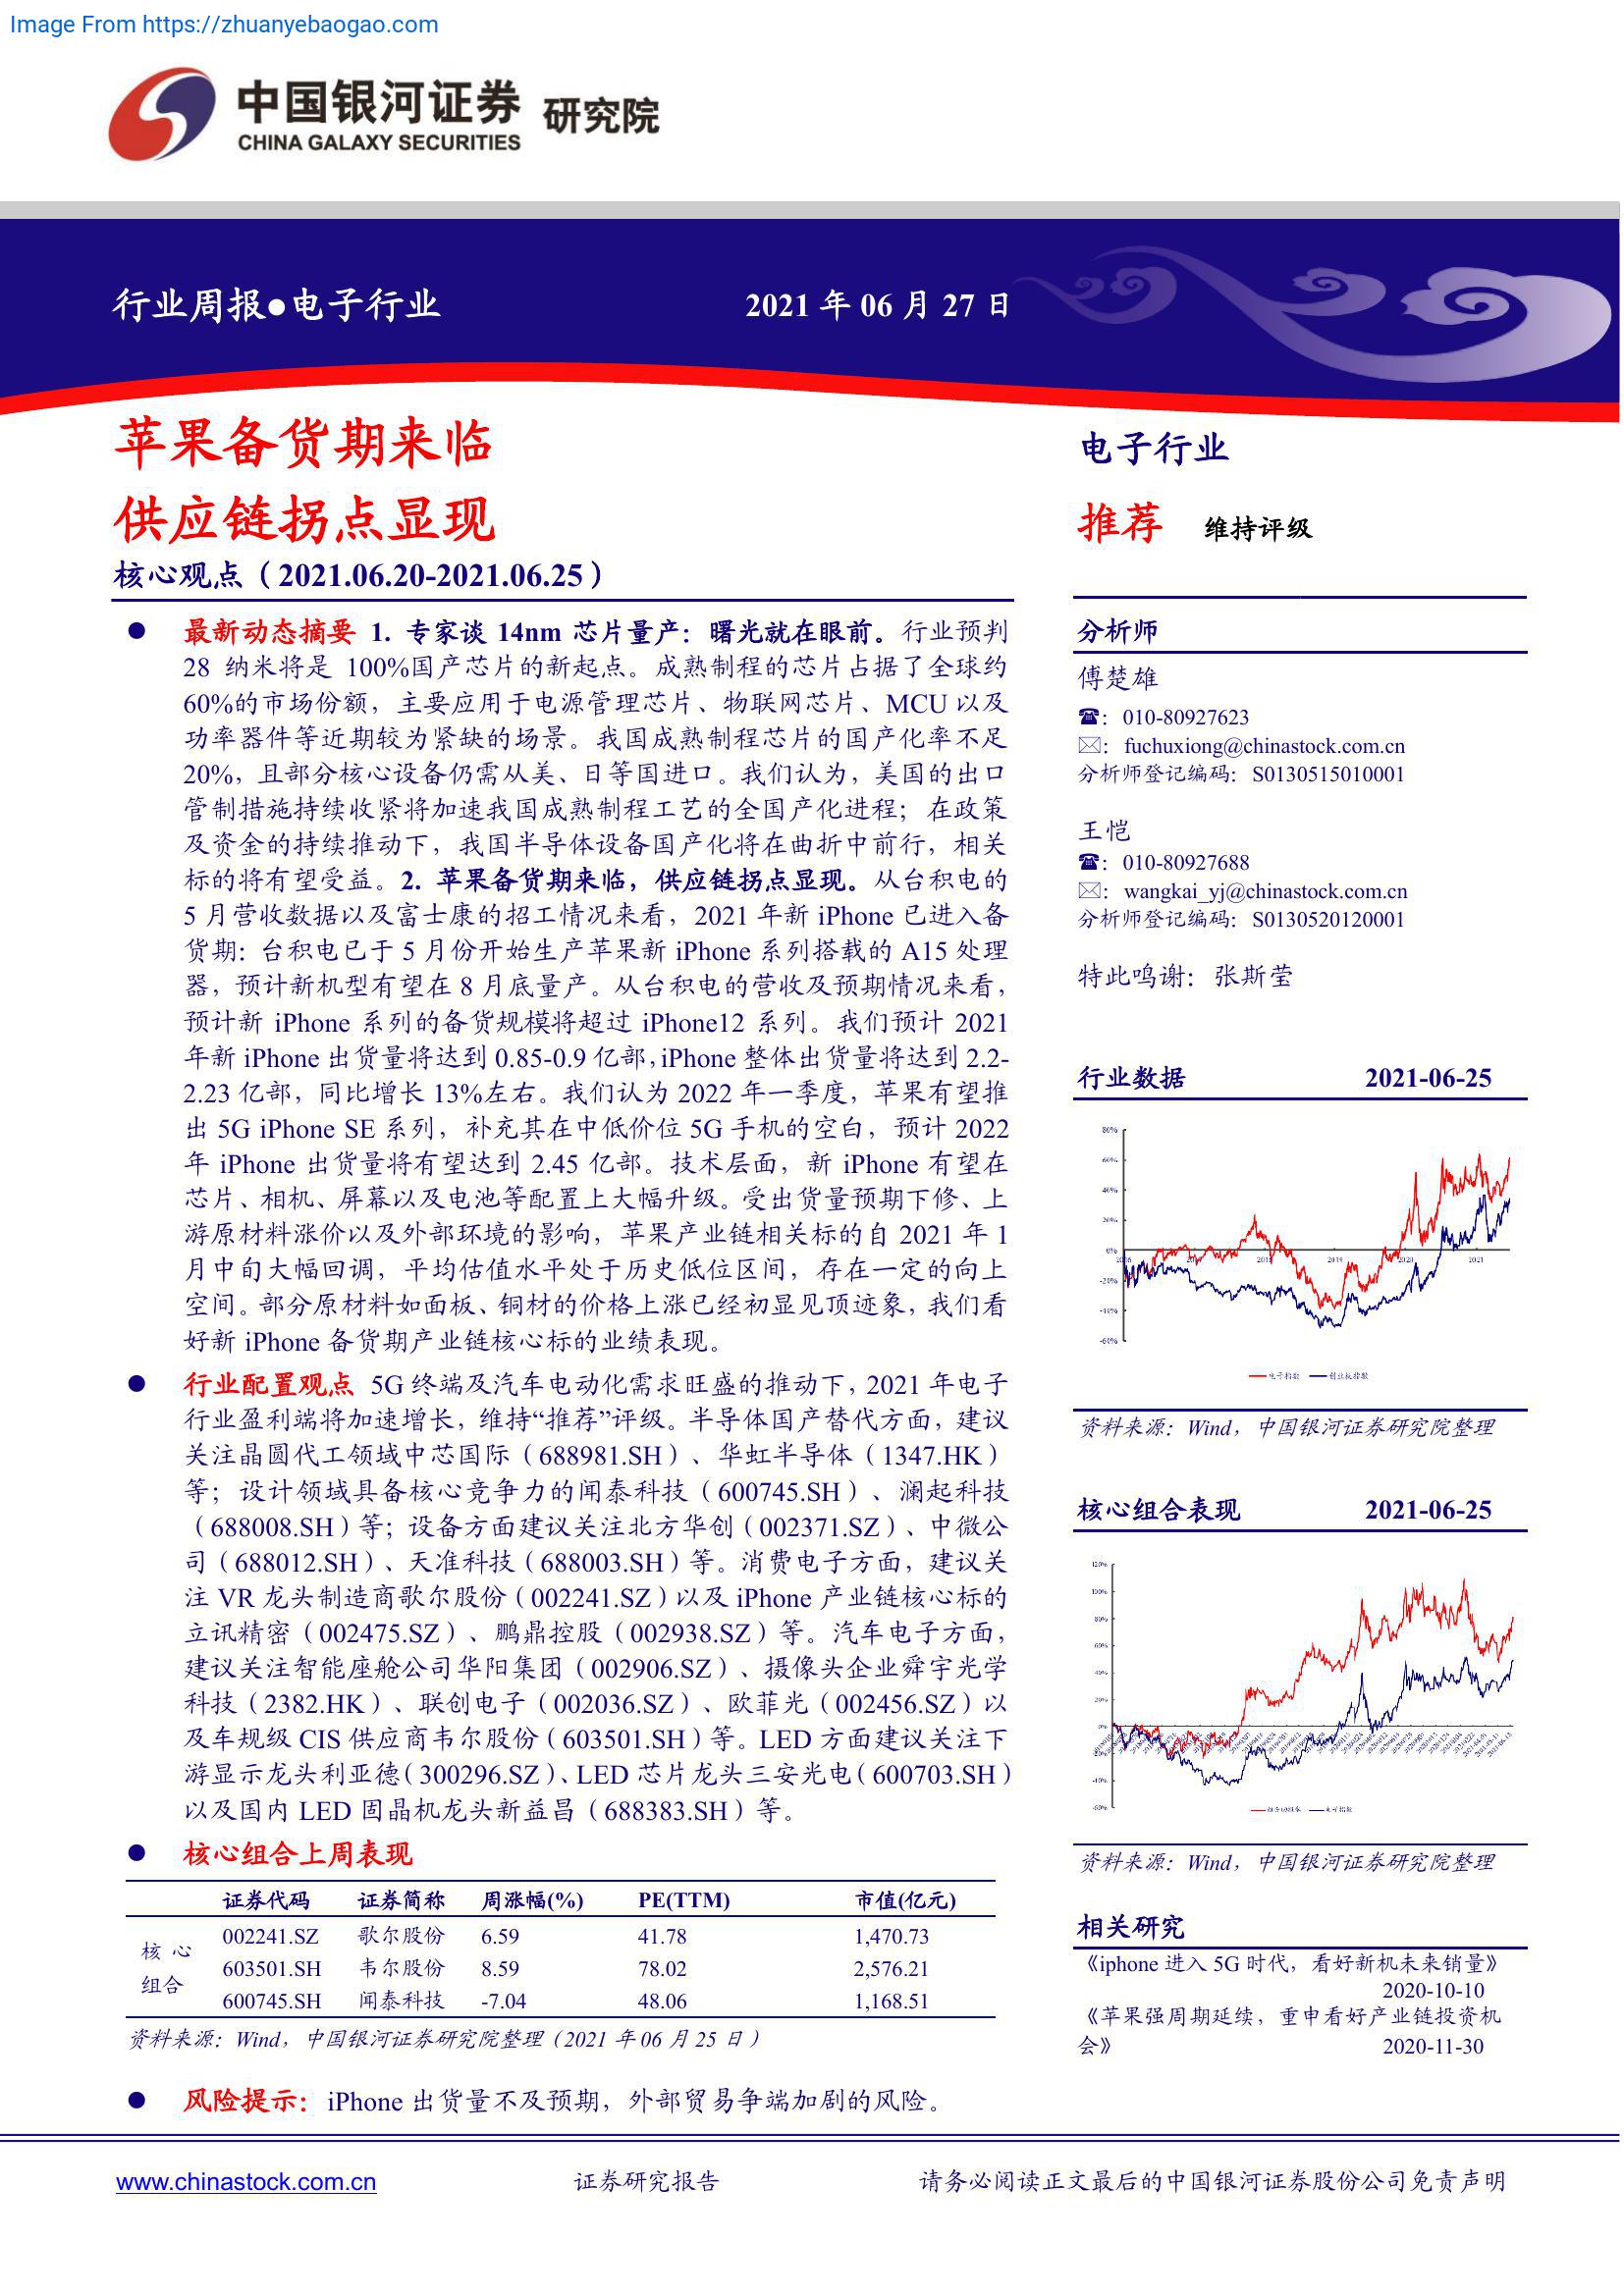 Image From https://zhuanyebaogao.com
中国银河证券 研究院
CHINA GALAXY SECURITIES
行业周报●电子行业
2021 年 06 月 27 日
苹果备货期来临
供应链拐点显现
核心观点（2021.06.20-2021.06.25）
● 最新动态摘要 1. 专家谈 14nm 芯片量产：曙光就在眼前。行业预判
28 纳米将是 100%国产芯片的新起点。成熟制程的芯片占据了全球约
60%的市场份额，主要应用于电源管理芯片、物联网芯片、MCU 以及
功率器件等近期较为紧缺的场景。我国成熟制程芯片的国产化率不足
20%，且部分核心设备仍需从美、日等国进口。我们认为，美国的出口
管制措施持续收紧将加速我国成熟制程工艺的全国产化进程；在政策
及资金的持续推动下，我国半导体设备国产化将在曲折中前行，相关
标的将有望受益。2. 苹果备货期来临，供应链拐点显现。从台积电的
5 月营收数据以及富士康的招工情况来看，2021 年新 iPhone 已进入备
货期：台积电已于 5 月份开始生产苹果新 iPhone 系列搭载的 A15 处理
器，预计新机型有望在 8 月底量产。从台积电的营收及预期情况来看，
预计新 iPhone 系列的备货规模将超过 iPhone12 系列。我们预计 2021
年新 iPhone 出货量将达到 0.85-0.9 亿部，iPhone 整体出货量将达到 2.2-
2.23 亿部，同比增长 13%左右。我们认为 2022 年一季度，苹果有望推
出 5G iPhone SE 系列，补充其在中低价位 5G 手机的空白，预计 2022
年 iPhone 出货量将有望达到 2.45 亿部。技术层面，新 iPhone 有望在
芯片、相机、屏幕以及电池等配置上大幅升级。受出货量预期下修、上
游原材料涨价以及外部环境的影响，苹果产业链相关标的自 2021 年 1
月中旬大幅回调，平均估值水平处于历史低位区间，存在一定的向上
空间。部分原材料如面板、铜材的价格上涨已经初显见顶迹象，我们看
好新 iPhone 备货期产业链核心标的业绩表现。
● 行业配置观点 5G 终端及汽车电动化需求旺盛的推动下，2021 年电子
行业盈利端将加速增长，维持“推荐”评级。半导体国产替代方面，建议
关注晶圆代工领域中芯国际（688981.SH）、华虹半导体（1347.HK）
等；设计领域具备核心竞争力的闻泰科技（600745.SH）、澜起科技
（688008.SH）等；设备方面建议关注北方华创（002371.SZ）、中微公
司（688012.SH）、天准科技（688003.SH）等。消费电子方面，建议关
注 VR 龙头制造商歌尔股份（002241.SZ）以及 iPhone 产业链核心标的
立讯精密（002475.SZ）、鹏鼎控股（002938.SZ）等。汽车电子方面，
建议关注智能座舱公司华阳集团（002906.SZ）、摄像头企业舜宇光学
科技（2382.HK）、联创电子（002036.SZ）、欧菲光（002456.SZ）以
及车规级 CIS 供应商韦尔股份（603501.SH）等。LED 方面建议关注下
游显示龙头利亚德（300296.SZ）、LED 芯片龙头三安光电（600703.SH）
以及国内 LED 固晶机龙头新益昌（688383.SH）等。
● 核心组合上周表现
证券代码 证券简称 周涨幅(%) PE(TTM) 市值(亿元)
核心组合
002241.SZ 歌尔股份 6.59 41.78 1,470.73
603501.SH 韦尔股份 8.59 78.02 2,576.21
600745.SH 闻泰科技 -7.04 48.06 1,168.51
资料来源：Wind，中国银河证券研究院整理（2021 年 06 月 25 日）
● 风险提示：iPhone 出货量不及预期，外部贸易争端加剧的风险。
电子行业
推荐 维持评级
分析师
傅楚雄
☎：010-80927623
✉：fuchuxiong@chinastock.com.cn
分析师登记编码：S0130515010001
王恺
☎：010-80927688
✉：wangkai_yj@chinastock.com.cn
分析师登记编码：S0130520120001
特此鸣谢：张斯莹
行业数据 2021-06-25
80%
60%
40%
20%
0%
-20%
-40%
-60%
2019
2020
2021
电子指数 创业板指数
资料来源：Wind，中国银河证券研究院整理
核心组合表现 2021-06-25
120%
100%
80%
60%
40%
20%
0%
-20%
-40%
-60%
电子指数
资料来源：Wind，中国银河证券研究院整理
相关研究
《iphone 进入 5G 时代，看好新机未来销量》
2020-10-10
《苹果强周期延续，重申看好产业链投资机
会》 2020-11-30
www.chinastock.com.cn
证券研究报告
请务必阅读正文最后的中国银河证券股份公司免责声明